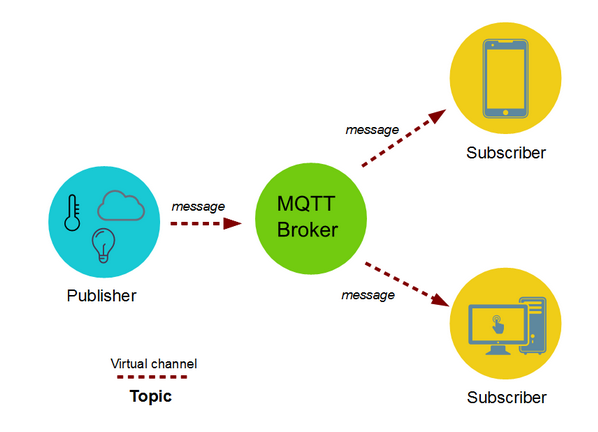 message
Subscriber
message
MQTT
Broker
Publisher
message
Subscriber
Virtual channel
Topic